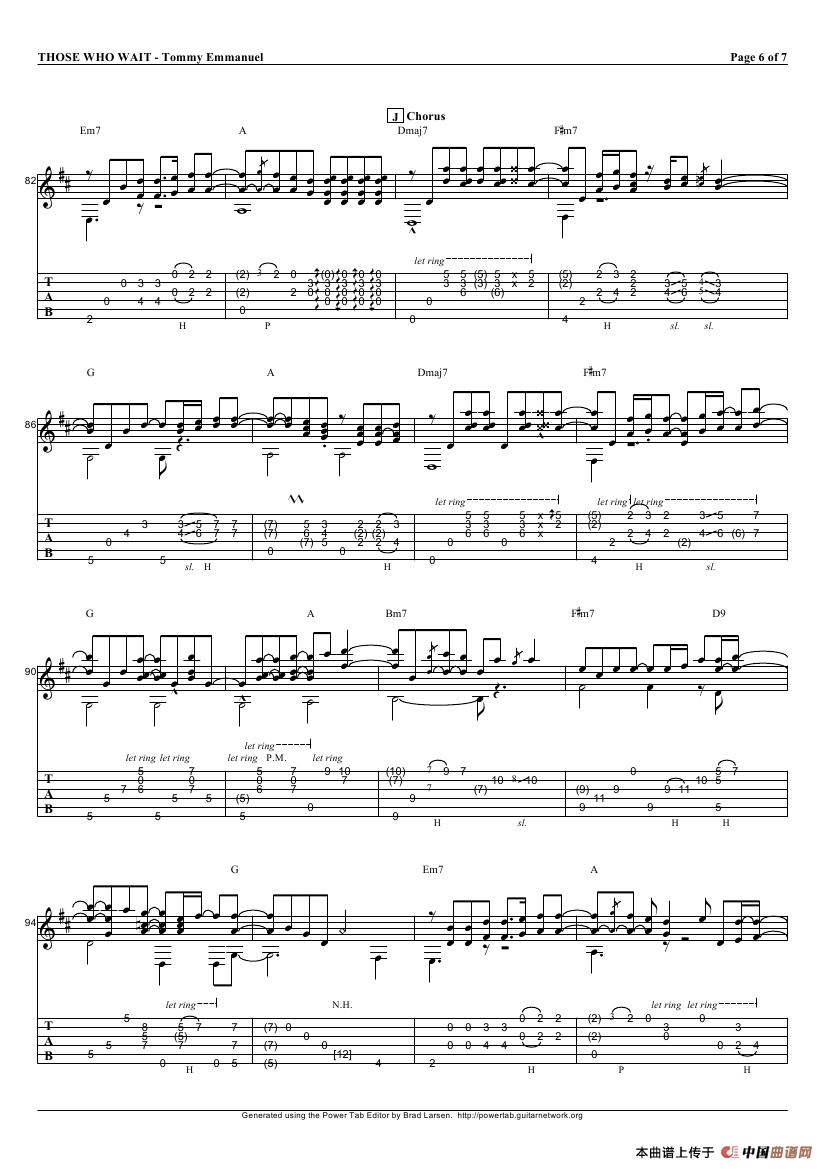 THOSE WHO WAIT - Tommy Emmanuel Page 6 of 7
J Chorus
Em7 A Dmaj7 F#m7
82
let ring
T
A
B
H P H sl. sl.
G A Dmaj7 F#m7
86
let ring let ring let ring
T
A
B
sl. H H H sl.
G A Bm7 F#m7 D9
90
let ring
let ring let ring let ring P.M. let ring
T
A
B
H sl. H H
G Em7 A
94
let ring N.H. let ring let ring
T
A
B
H H P H
Generated using the Power Tab Editor by Brad Larsen. http://powertab.guitarnetwork.org
本曲谱上传于 中国曲谱网